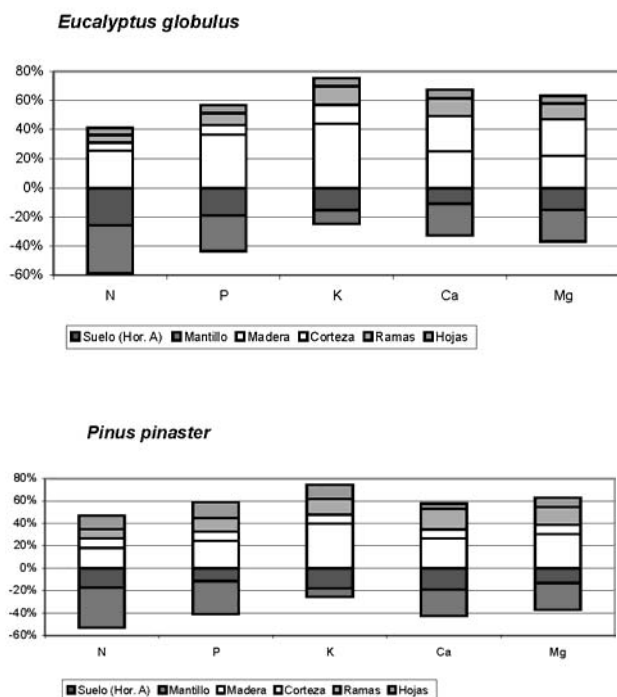 Eucalyptus globulus
80%
60%
40%
20%
0%
-20%
-40%
-60%
N P K Ca Mg
Suelo (Hor. A) Mantillo Madera Corteza Ramas Hojas
Pinus pinaster
80%
60%
40%
20%
0%
-20%
-40%
-60%
N P K Ca Mg
Suelo (Hor. A) Mantillo Madera Corteza Ramas Hojas